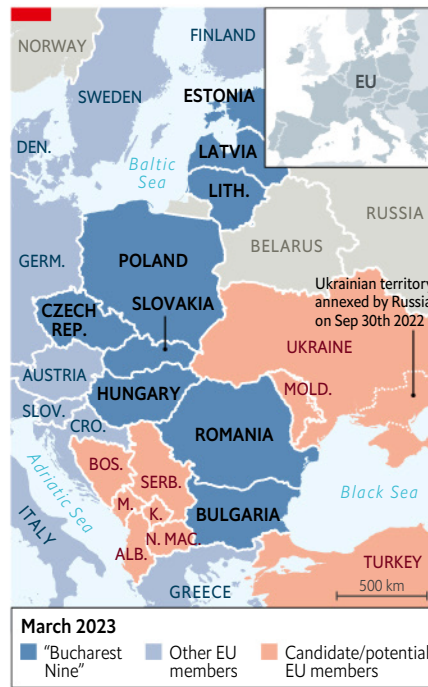 NORWAY
FINLAND
EU
SWEDEN
ESTONIA
DEN.
LATVIA
Baltic
Sea
LITH.
RUSSIA
BELARUS
GERM.
POLAND
Ukrainian territory
annexed by Russia
on Sep 30th 2022
SLOVAKIA
CZECH
REP.
UKRAINE
AUSTRIA
HUNGARY
MOLD.
SLOV.
CRO.
ROMANIA
BOS.
SERB.
Adriatic Sea
Black Sea
M.
K.
BULGARIA
ITALY
N. MAC.
ALB.
TURKEY
GREECE
500 km
March 2023
"Bucharest
Nine"
Other EU
members
Candidate/potential
EU members